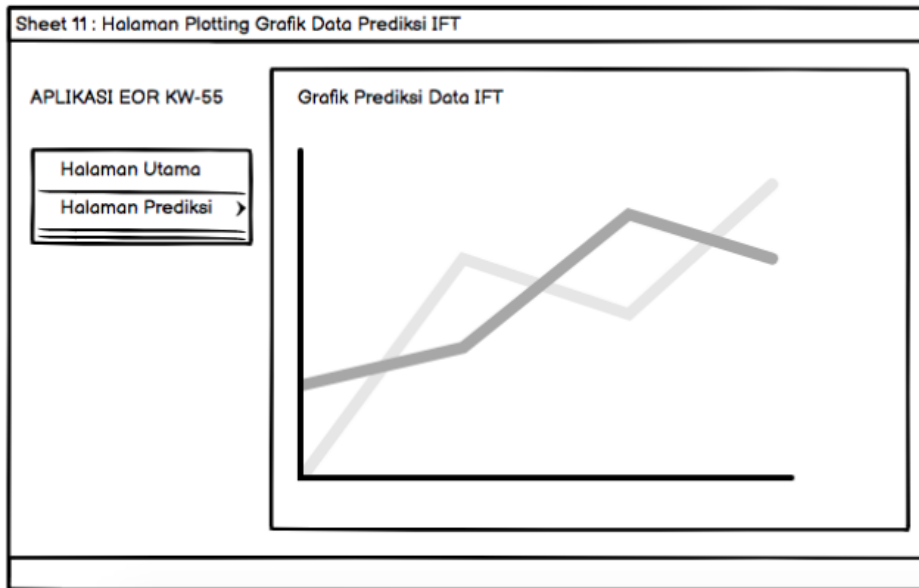 Sheet 11 : Halaman Plotting Grafik Data Prediksi IFT
APLIKASI EOR KW-55
Halaman Utama
Halaman Prediksi
Grafik Prediksi Data IFT